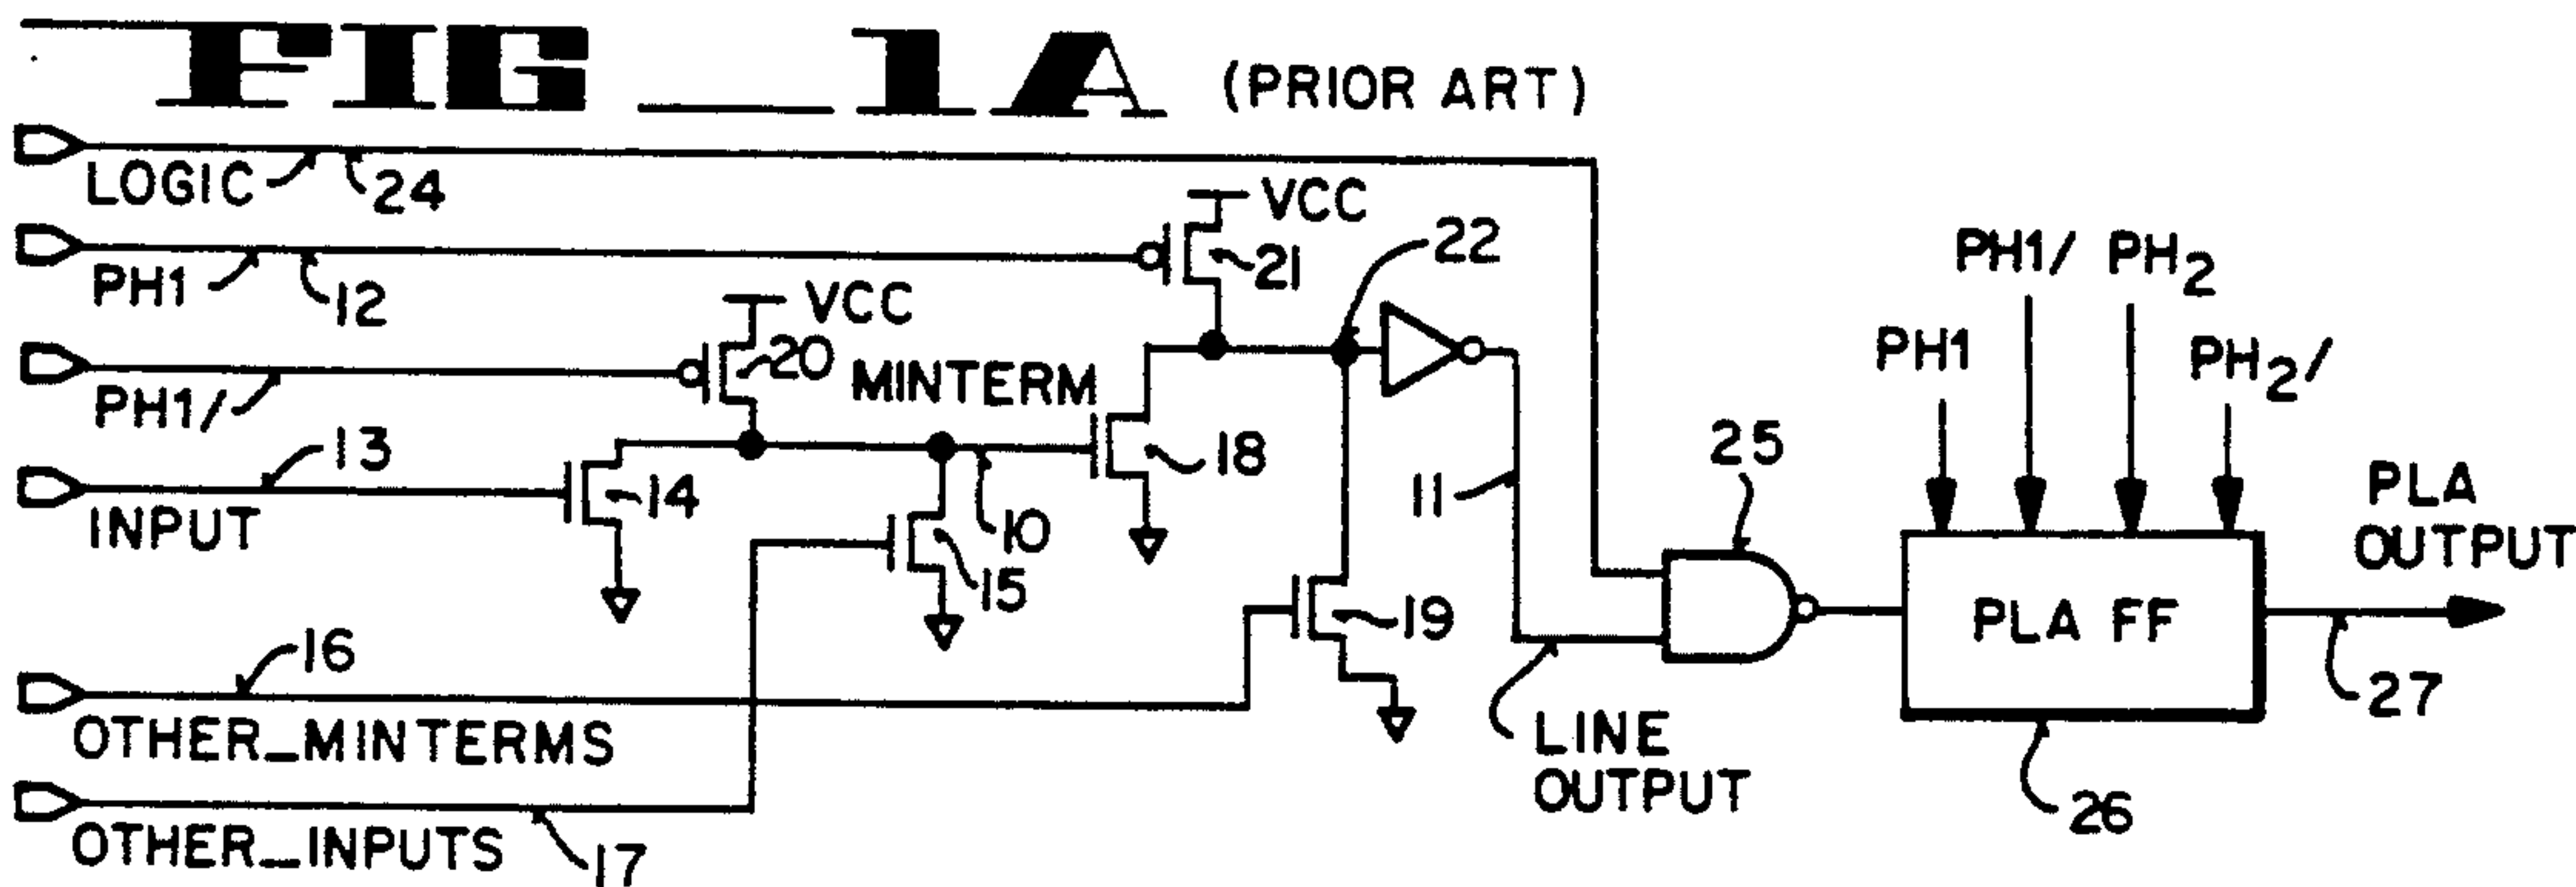 FIG_1A (PRIOR ART)
LOGIC 24
VCC
PH1 12
21
22
VCC
PH1/
20
MINTERM
13
INPUT
14
10
15
18
16
OTHER_MINTERMS
19
OTHER_INPUTS
17
11
LINE
OUTPUT
25
PH1
PH1/
PH2
PH2/
PLA FF
26
PLA
OUTPUT
27